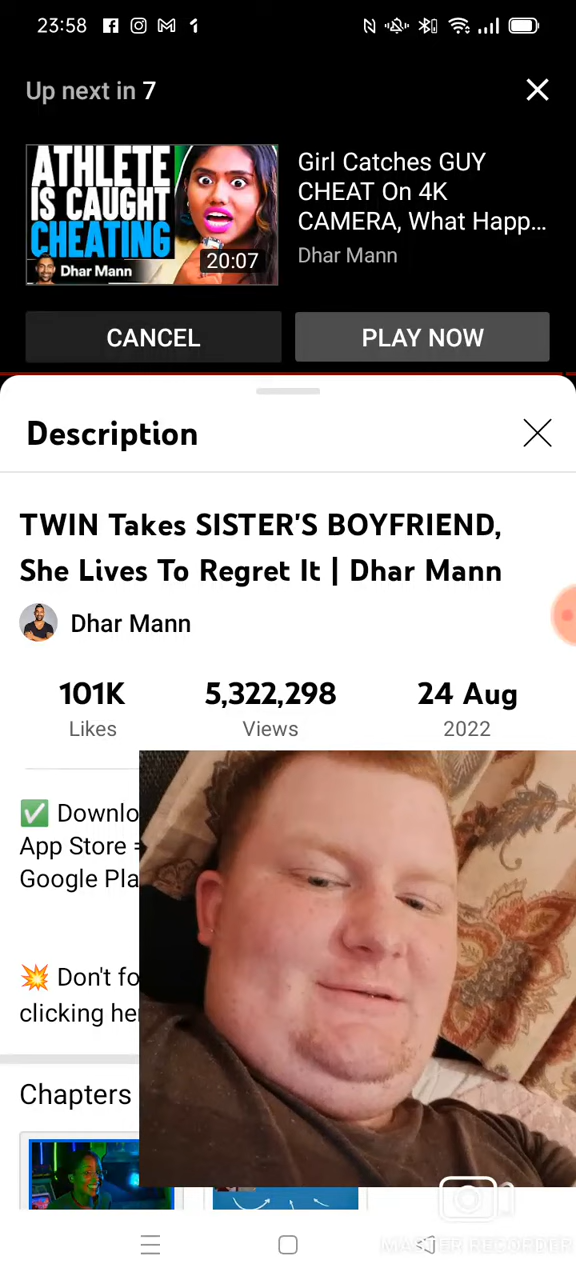 23:58
Up next in 7
ATHLETE
IS CAUGHT
CHEATING
Dhar Mann
20:07
Girl Catches GUY
CHEAT On 4K
CAMERA, What Happ...
Dhar Mann
CANCEL
PLAY NOW
Description
TWIN Takes SISTER'S BOYFRIEND,
She Lives To Regret It | Dhar Mann
Dhar Mann
101K
Likes
5,322,298
Views
24 Aug
2022
✅ Downlo
App Store =
Google Pla
💥 Don't fo
clicking he
Chapters
MASTER RECORDER